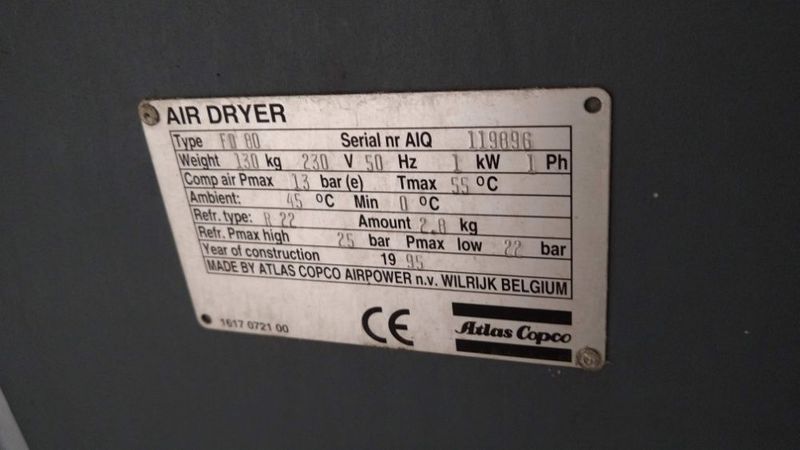 AIR DRYER
Type FD 80 Serial nr AIQ 119896
Weight 130 kg 230 V 50 Hz 1 kW 1 Ph
Comp air Pmax 13 bar (e) Tmax 55 °C
Ambient: 45 °C Min 0 °C
Refr. type: R 22 Amount 2.8 kg
Refr. Pmax high 25 bar Pmax low 22 bar
Year of construction 19 95
MADE BY ATLAS COPCO AIRPOWER n.v. WILRIJK BELGIUM
1617 0721 00 CE Atlas Copco